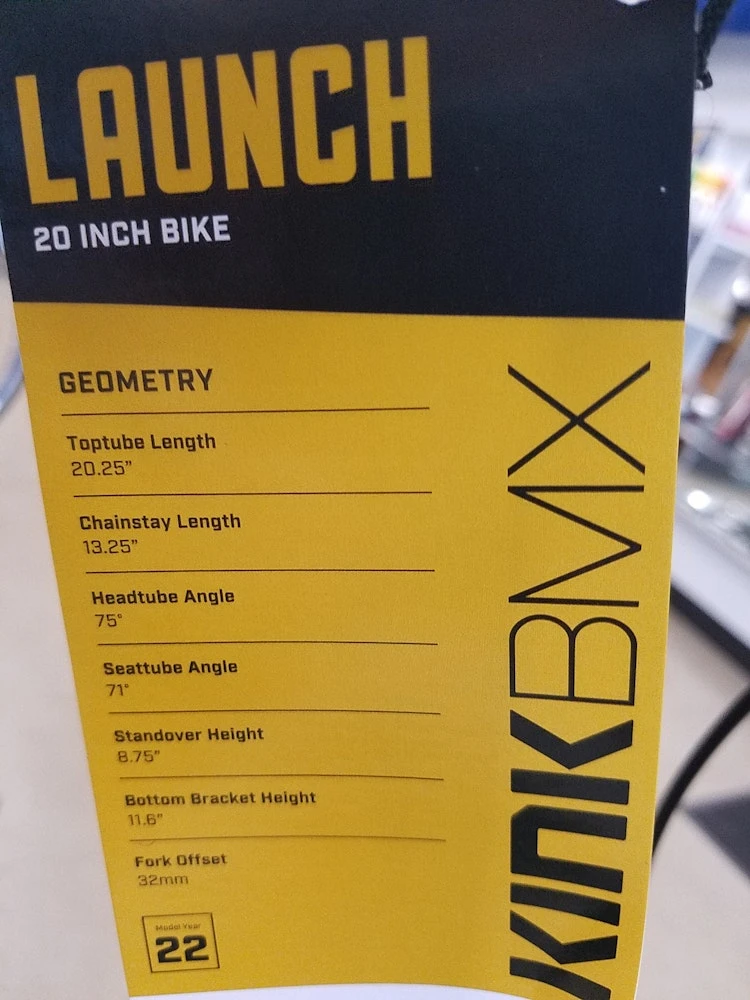 LAUNCH
20 INCH BIKE
GEOMETRY
Toptube Length
20.25”
Chainstay Length
13.25”
Headtube Angle
75°
Seattube Angle
71°
Standover Height
8.75”
Bottom Bracket Height
11.6”
Fork Offset
32mm
Model Year
22
KINKBMX